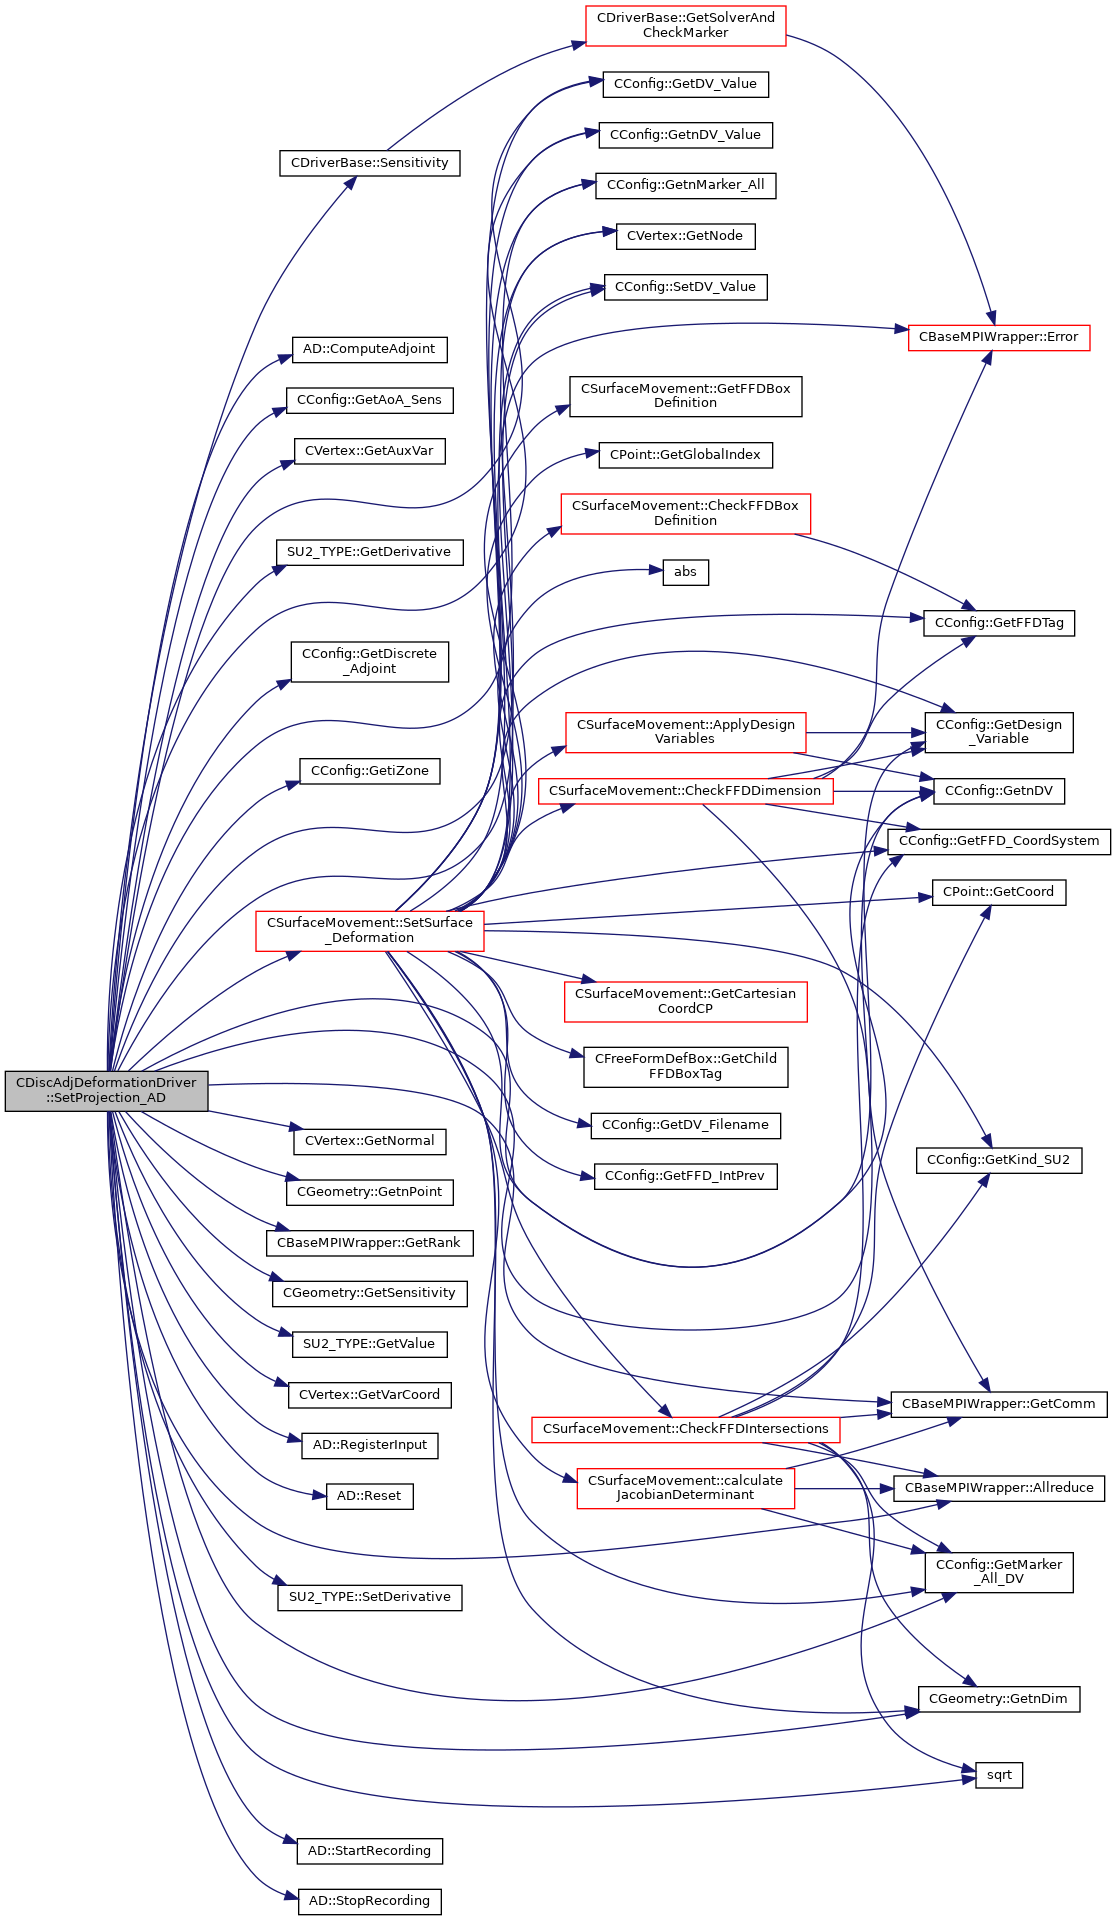 CDriverBase::GetSolverAnd
CheckMarker
CConfig::GetDV_Value
CConfig::GetnDV_Value
CDriverBase::Sensitivity
CConfig::GetnMarker_All
CVertex::GetNode
CConfig::SetDV_Value
CBaseMPIWrapper::Error
AD::ComputeAdjoint
CSurfaceMovement::GetFFDBox
Definition
CConfig::GetAoA_Sens
CVertex::GetAuxVar
CPoint::GetGlobalIndex
CSurfaceMovement::CheckFFDBox
Definition
SU2_TYPE::GetDerivative
abs
CConfig::GetFFDTag
CConfig::GetDiscrete
_Adjoint
CSurfaceMovement::ApplyDesign
Variables
CConfig::GetDesign
_Variable
CConfig::GetiZone
CSurfaceMovement::CheckFFDDimension
CConfig::GetnDV
CConfig::GetFFD_CoordSystem
CPoint::GetCoord
CSurfaceMovement::SetSurface
_Deformation
CSurfaceMovement::GetCartesian
CoordCP
CFreeFormDefBox::GetChild
FFDBoxTag
CDiscAdjDeformationDriver
::SetProjection_AD
CConfig::GetDV_Filename
CVertex::GetNormal
CConfig::GetKind_SU2
CConfig::GetFFD_IntPrev
CGeometry::GetnPoint
CBaseMPIWrapper::GetRank
CGeometry::GetSensitivity
SU2_TYPE::GetValue
CVertex::GetVarCoord
CBaseMPIWrapper::GetComm
CSurfaceMovement::CheckFFDIntersections
AD::RegisterInput
CSurfaceMovement::calculate
JacobianDeterminant
CBaseMPIWrapper::Allreduce
AD::Reset
CConfig::GetMarker
_All_DV
SU2_TYPE::SetDerivative
CGeometry::GetnDim
sqrt
AD::StartRecording
AD::StopRecording